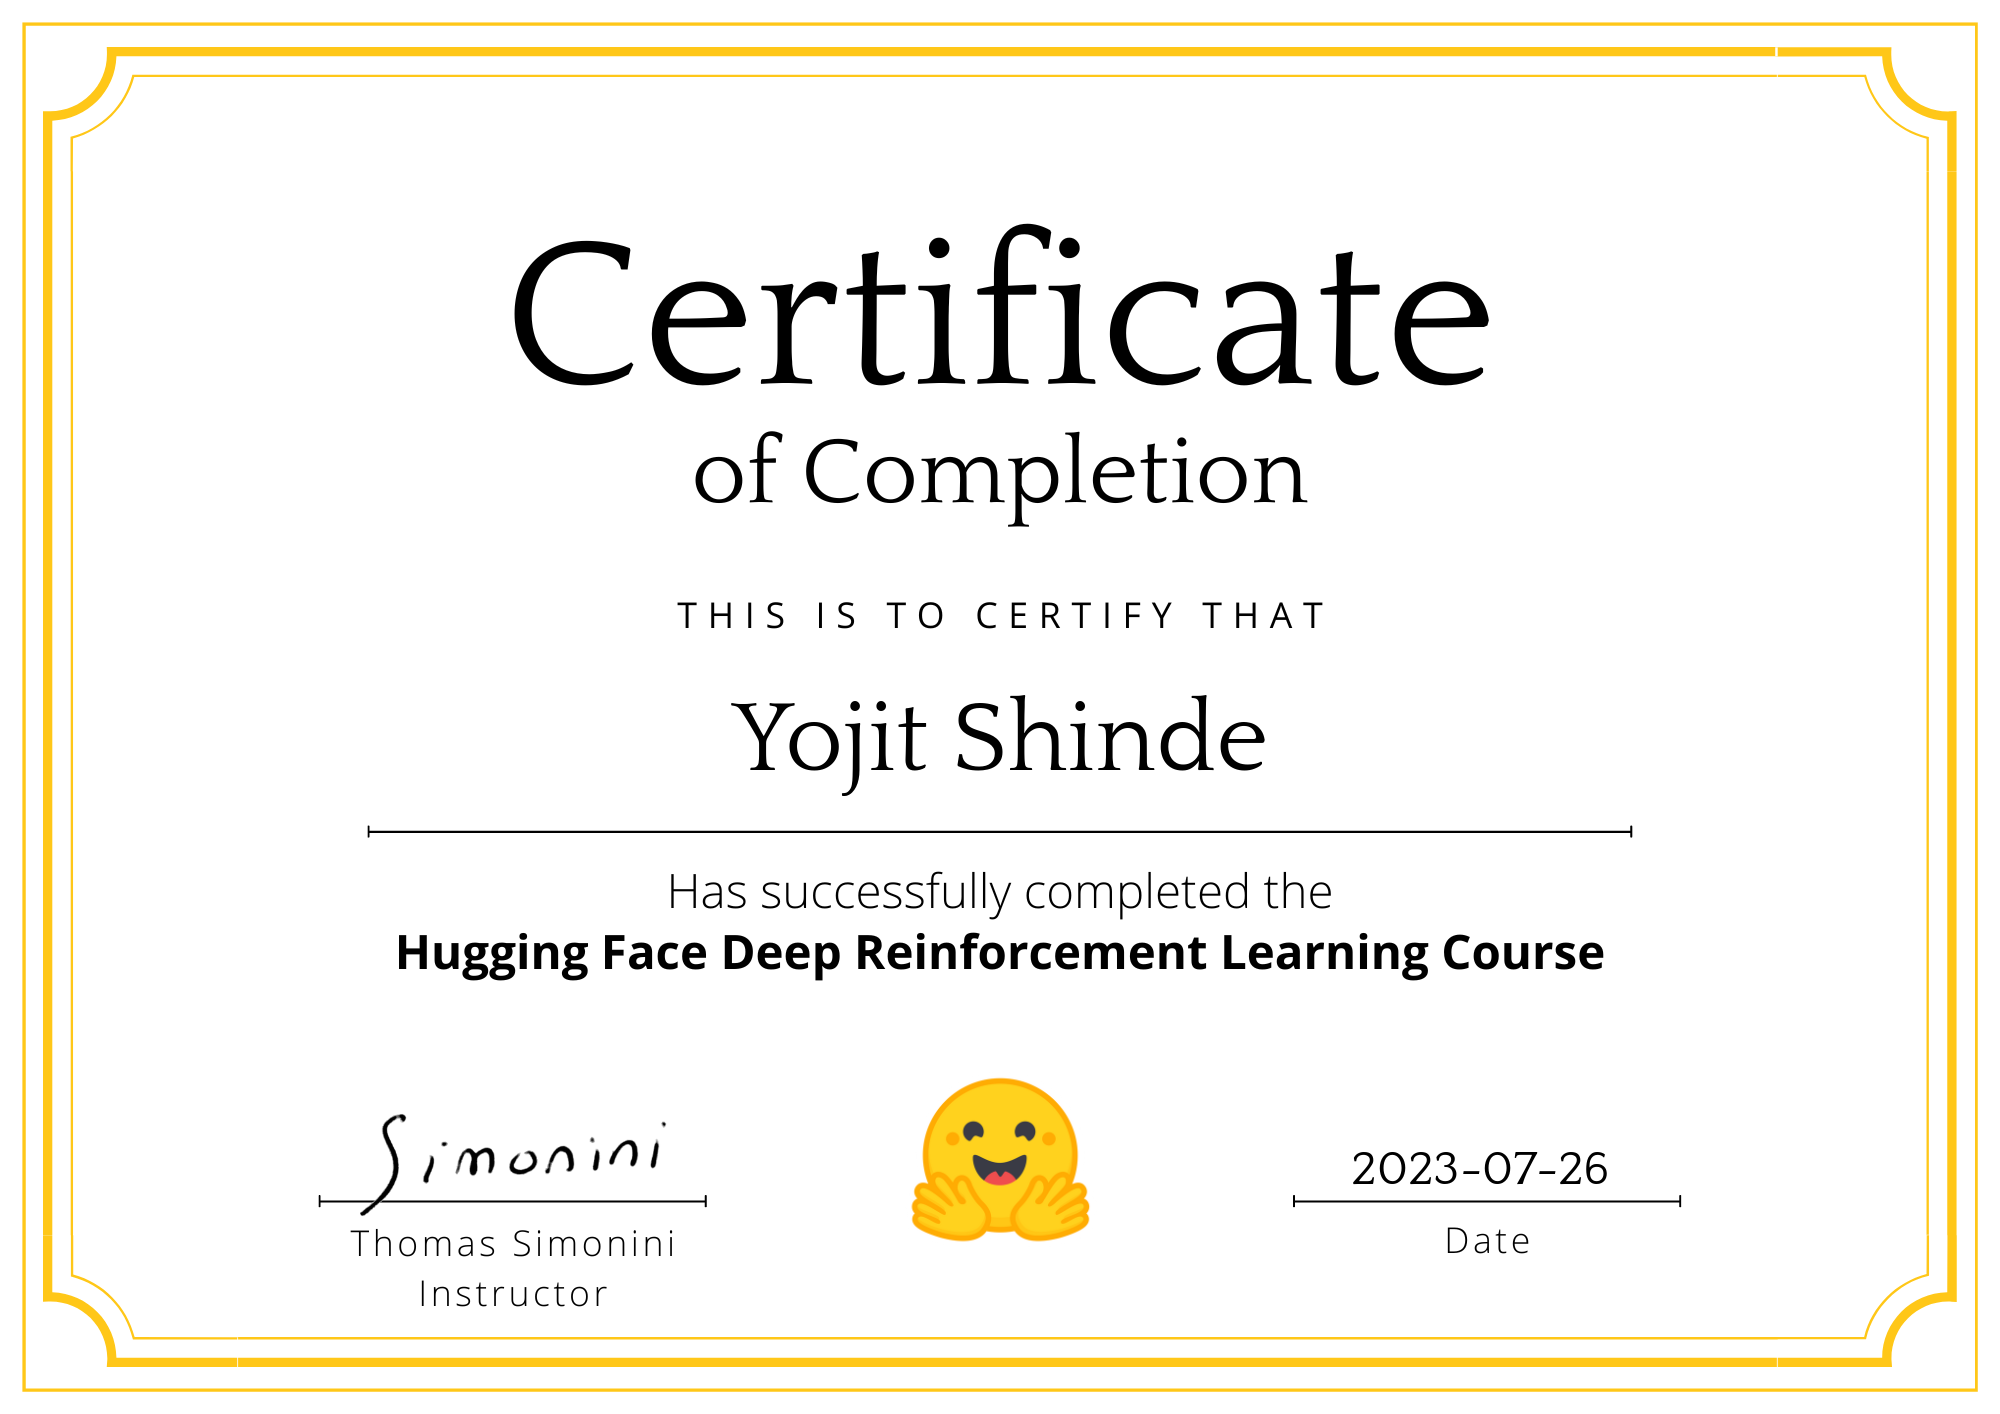 Certificate
of Completion
THIS IS TO CERTIFY THAT
Yojit Shinde
Has successfully completed the
Hugging Face Deep Reinforcement Learning Course
Simonini
2023-07-26
Thomas Simonini
Date
Instructor